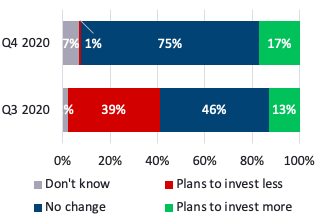 Q4 2020 7% 1% 75% 17%
Q3 2020 % 39% 46% 13%
0% 20% 40% 60% 80% 100%
Don't know Plans to invest less
No change Plans to invest more